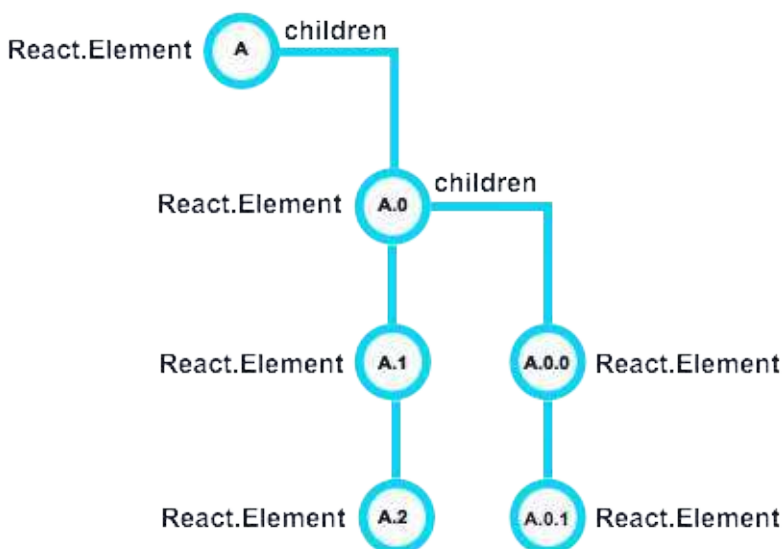 children
React.Element A
children
React.Element A.0
React.Element A.1 A.0.0 React.Element
React.Element A.2 A.0.1 React.Element